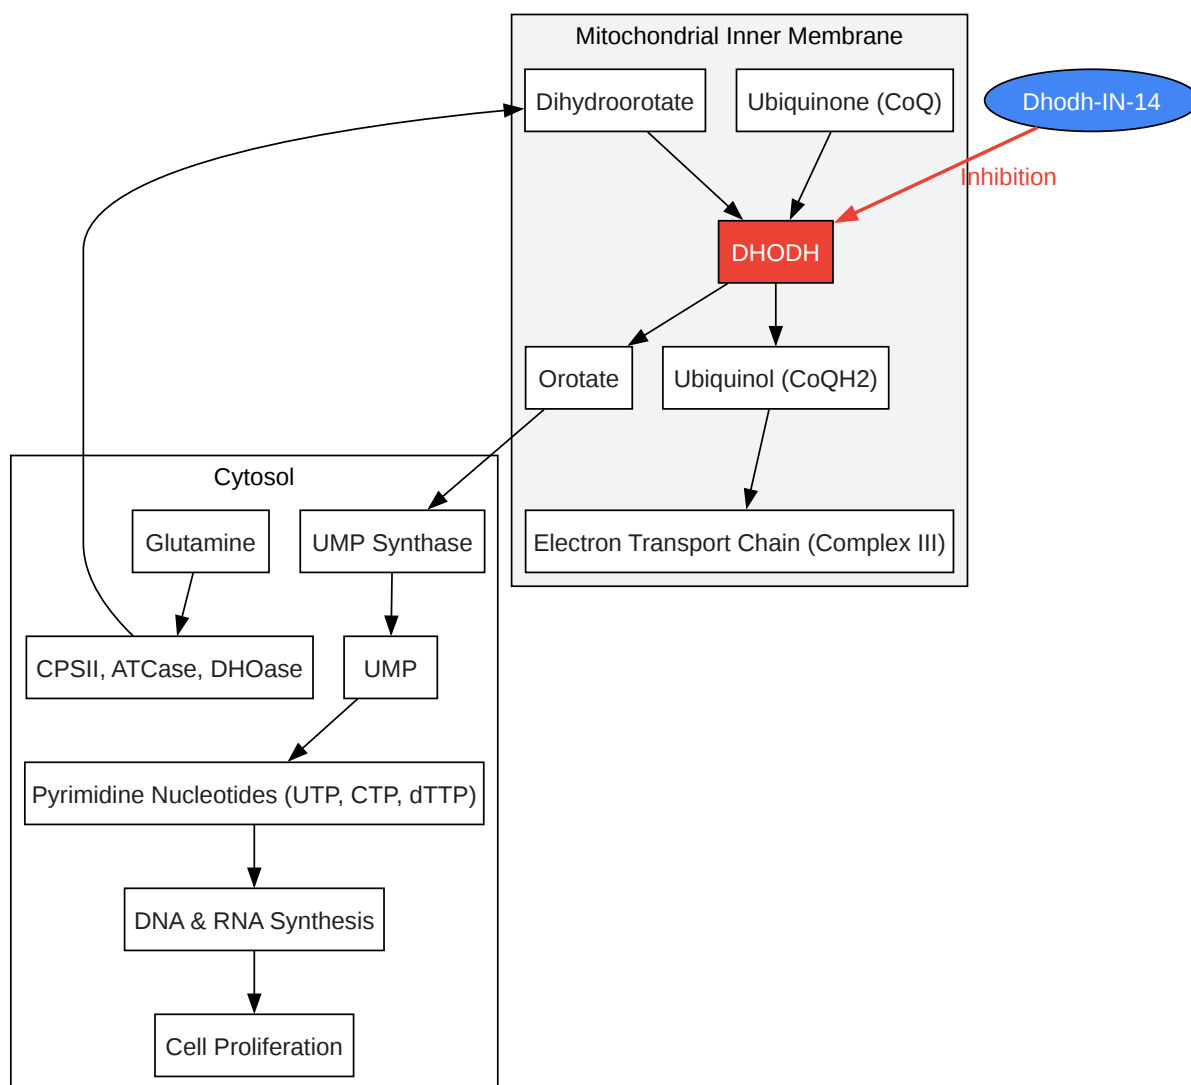 Mitochondrial Inner Membrane
Dihydroorotate
Ubiquinone (CoQ)
Dhodh-IN-14
Inhibition
DHODH
Orotate
Ubiquinol (CoQH2)
Cytosol
Glutamine
UMP Synthase
Electron Transport Chain (Complex III)
CPSII, ATCase, DHOase
UMP
Pyrimidine Nucleotides (UTP, CTP, dTTP)
DNA & RNA Synthesis
Cell Proliferation